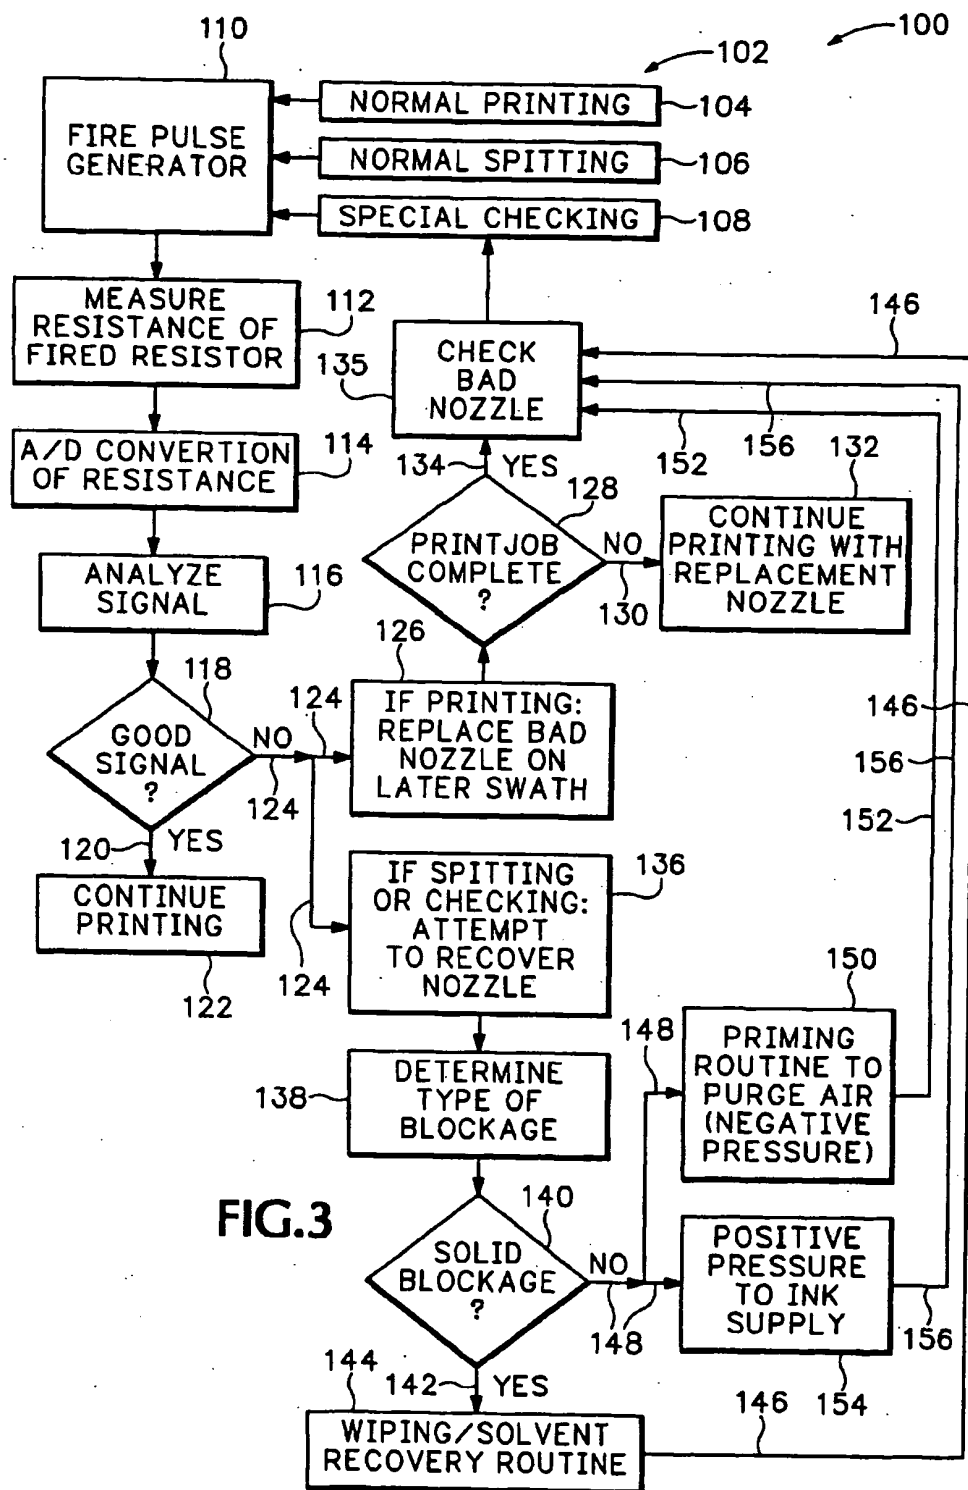 100
102
110
FIRE PULSE
GENERATOR
NORMAL PRINTING
104
NORMAL SPITTING
106
SPECIAL CHECKING
108
MEASURE
RESISTANCE OF
FIRED RESISTOR
112
A/D CONVERTION
OF RESISTANCE
114
ANALYZE
SIGNAL
116
118
GOOD
SIGNAL
?
NO
124
124
120
YES
CONTINUE
PRINTING
122
124
135
CHECK
BAD
NOZZLE
146
156
152
134
YES
128
PRINTJOB
COMPLETE
?
NO
130
132
CONTINUE
PRINTING WITH
REPLACEMENT
NOZZLE
126
IF PRINTING:
REPLACE BAD
NOZZLE ON
LATER SWATH
146
156
152
IF SPITTING
OR CHECKING:
ATTEMPT
TO RECOVER
NOZZLE
136
138
DETERMINE
TYPE OF
BLOCKAGE
140
SOLID
BLOCKAGE
?
NO
148
148
150
PRIMING
ROUTINE TO
PURGE AIR
(NEGATIVE
PRESSURE)
POSITIVE
PRESSURE
TO INK
SUPPLY
156
154
142
YES
144
WIPING/SOLVENT
RECOVERY ROUTINE
146
FIG.3